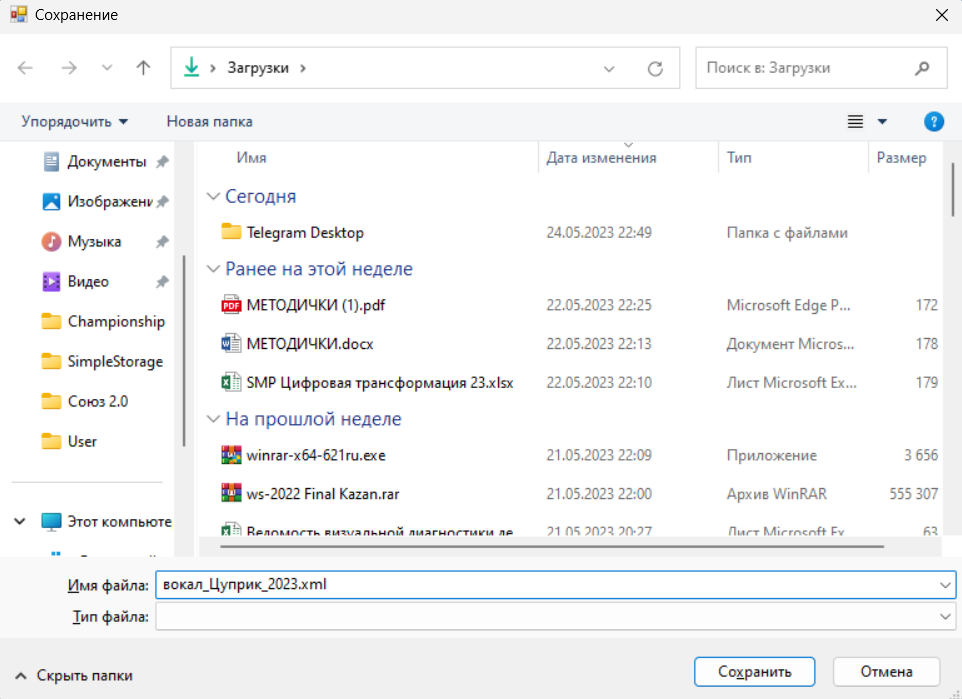 Сохранение
Загрузки
Поиск в: Загрузки
Упорядочить Новая папка
Имя Дата изменения Тип Размер
Документы
Изображени
Музыка
Видео
Championship
SimpleStorage
Союз 2.0
User
Этот компьюте
Сегодня
Telegram Desktop 24.05.2023 22:49 Папка с файлами
Ранее на этой неделе
МЕТОДИЧКИ (1).pdf 22.05.2023 22:25 Microsoft Edge P... 172
МЕТОДИЧКИ.docx 22.05.2023 22:13 Документ Micros... 178
SMP Цифровая трансформация 23.xlsx 22.05.2023 22:10 Лист Microsoft Ex... 179
На прошлой неделе
winrar-x64-621ru.exe 21.05.2023 22:09 Приложение 3 656
ws-2022 Final Kazan.rar 21.05.2023 22:00 Архив WinRAR 555 307
Ведомость визуальной диагностики де 21.05.2023 20:27 Лист Microsoft Ex 63
Имя файла: вокал_Цуприк_2023.xml
Тип файла:
Скрыть папки Сохранить Отмена